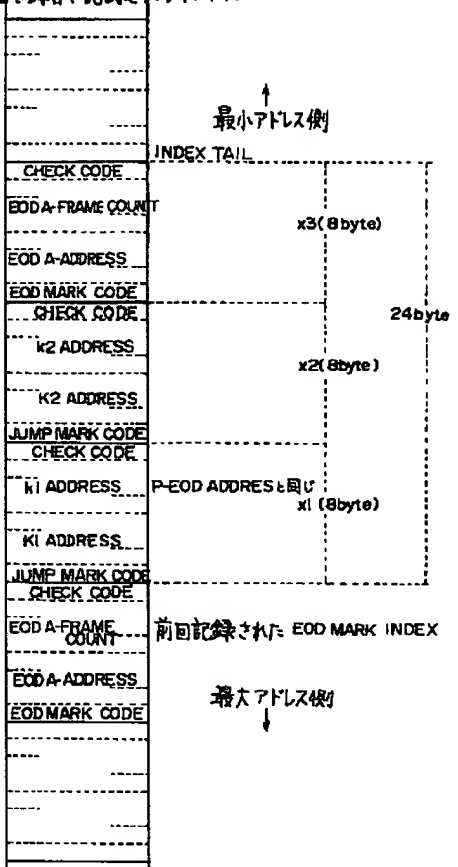 ↑
最小アドレス側
INDEX TAIL
CHECK CODE
EOD A-FRAME COUNT
x3(8byte)
EOD A-ADDRESS
EOD MARK CODE
CHECK CODE
24byte
k2 ADDRESS
x2(8byte)
K2 ADDRESS
JUMP MARK CODE
CHECK CODE
k1 ADDRESS P-EOD ADDRESと同じ
x1(8byte)
K1 ADDRESS
JUMP MARK CODE
CHECK CODE
EOD A-FRAME COUNT 前回記録された EOD MARK INDEX
EOD A-ADDRESS
最大アドレス側
↓
EOD MARK CODE